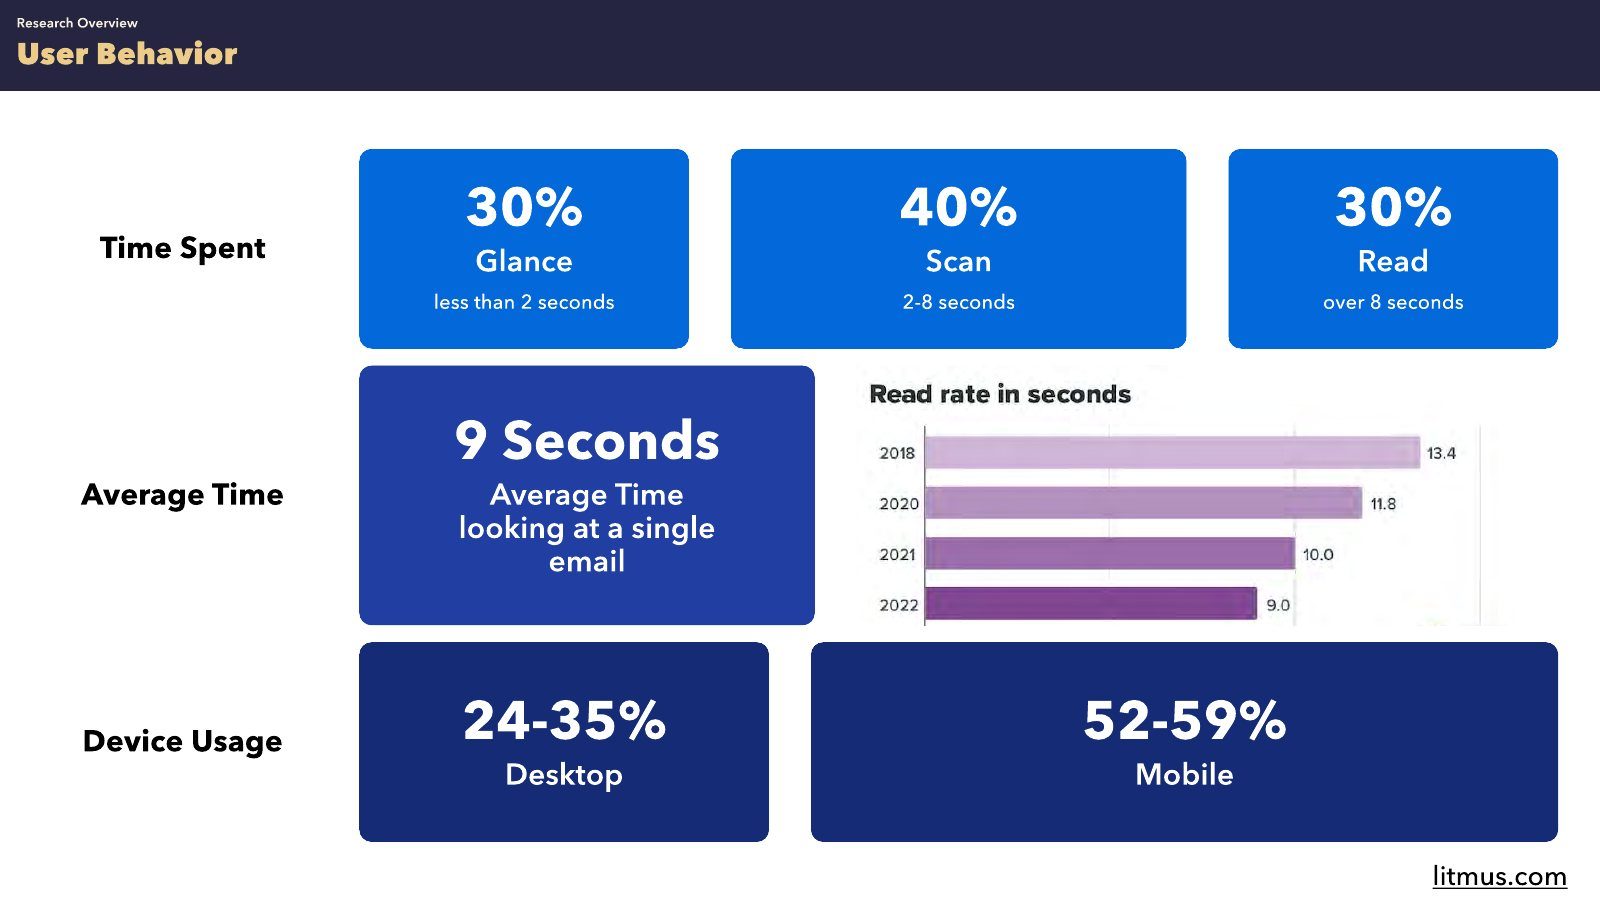 Research Overview
User Behavior
Time Spent
30%
Glance
less than 2 seconds
40%
Scan
2-8 seconds
30%
Read
over 8 seconds
Average Time
9 Seconds
Average Time
looking at a single
email
Read rate in seconds
2018 13.4
2020 11.8
2021 10.0
2022 9.0
Device Usage
24-35%
Desktop
52-59%
Mobile
litmus.com